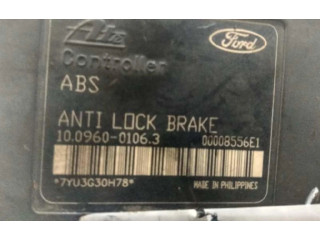 Ate
Ford
Controller
ABS
ANTI LOCK BRAKE
10.0960-0106.3 00008556E1
*7YU3G30H78*
MADE IN PHILIPPINES